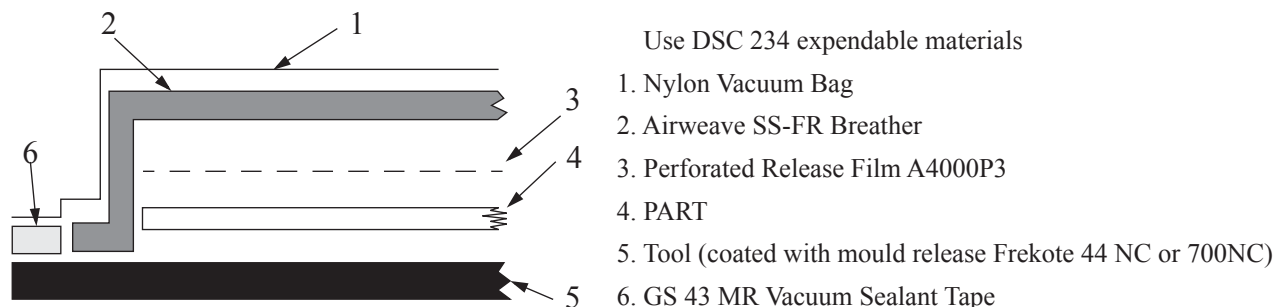 2
1
Use DSC 234 expendable materials
1. Nylon Vacuum Bag
3
2. Airweave SS-FR Breather
6
4
3. Perforated Release Film A4000P3
4. PART
5. Tool (coated with mould release Frekote 44 NC or 700NC)
5
6. GS 43 MR Vacuum Sealant Tape